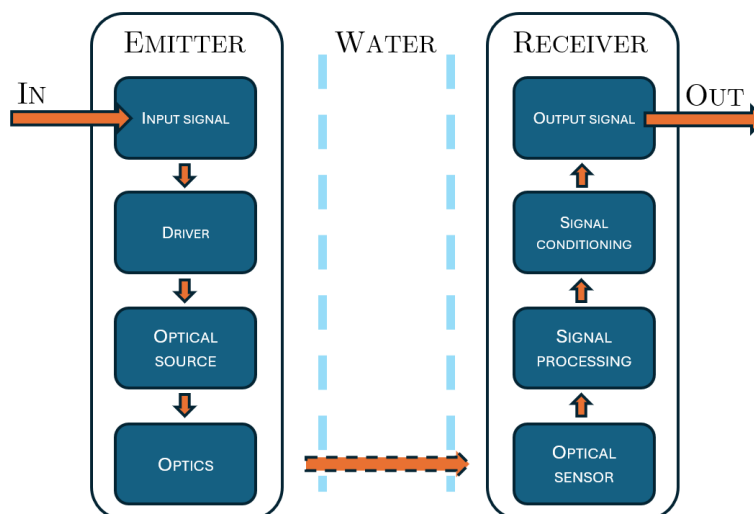 Emitter
Water
Receiver
In
Out
Input signal
Driver
Optical
source
Optics
Output signal
Signal
conditioning
Signal
processing
Optical
sensor